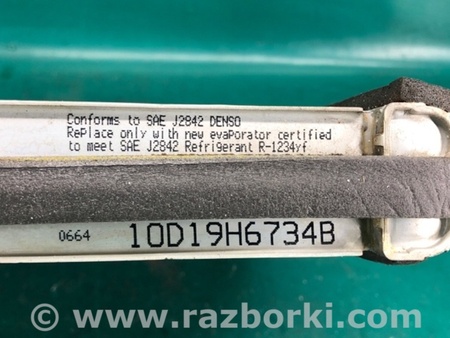 Conforms to SAE J2842 DENSO
Replace only with new evaporator certified
to meet SAE J2842 Refrigerant R-1234yf.
0664 10D19H6734B
© www.razborki.com